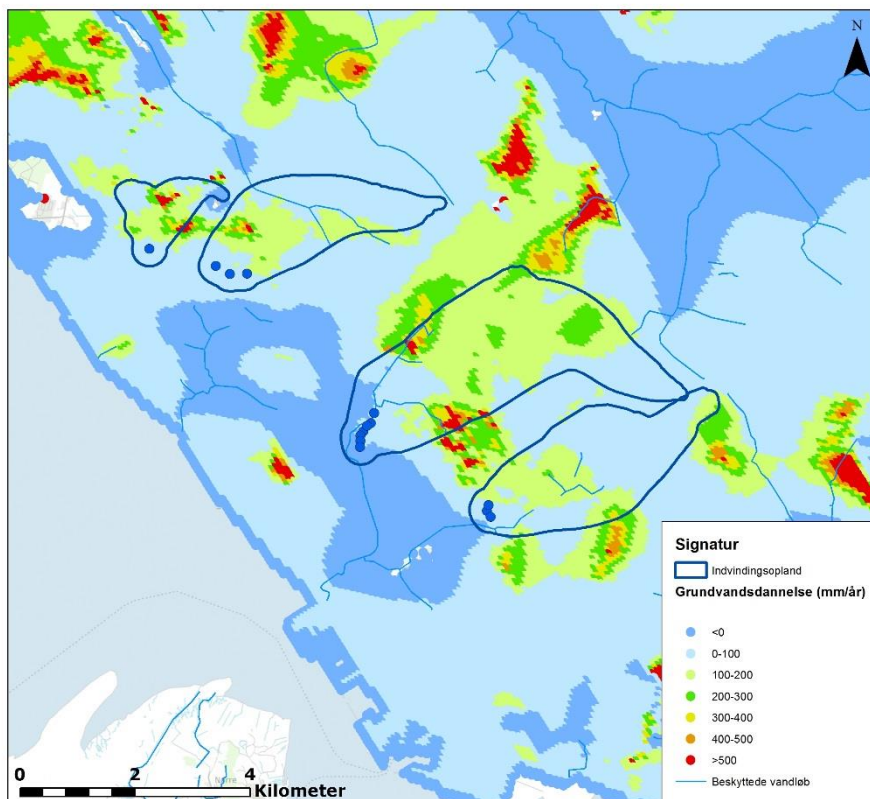 N
Signatur
Indvindingsopland
Grundvandsdannelse (mm/år)
<0
0-100
100-200
200-300
300-400
400-500
>500
Beskyttede vandløb
0 2 4
Kilometer